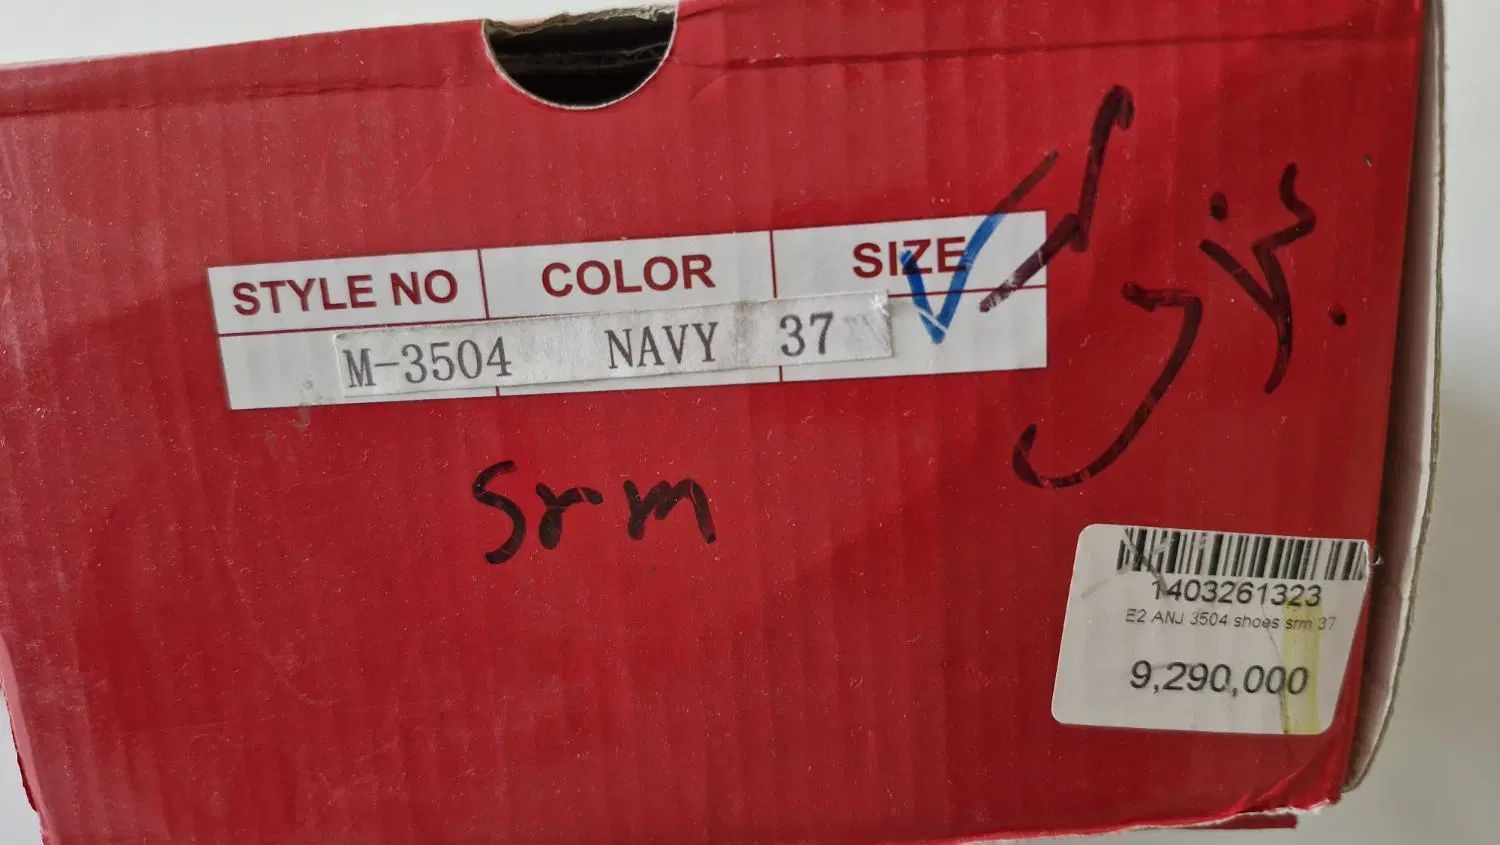 STYLE NO COLOR SIZE
M-3504 NAVY 37
srm
1403261323
E2 ANJ 3504 shoes srm 37
9,290,000